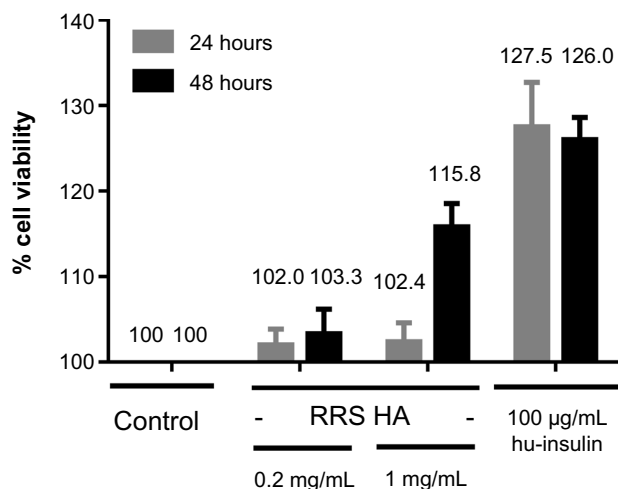 140
24 hours
48 hours
130
120
110
100
% cell viability
100 100
102.0 103.3
102.4
115.8
127.5 126.0
Control
- RRS HA -
0.2 mg/mL
1 mg/mL
100 µg/mL
hu-insulin